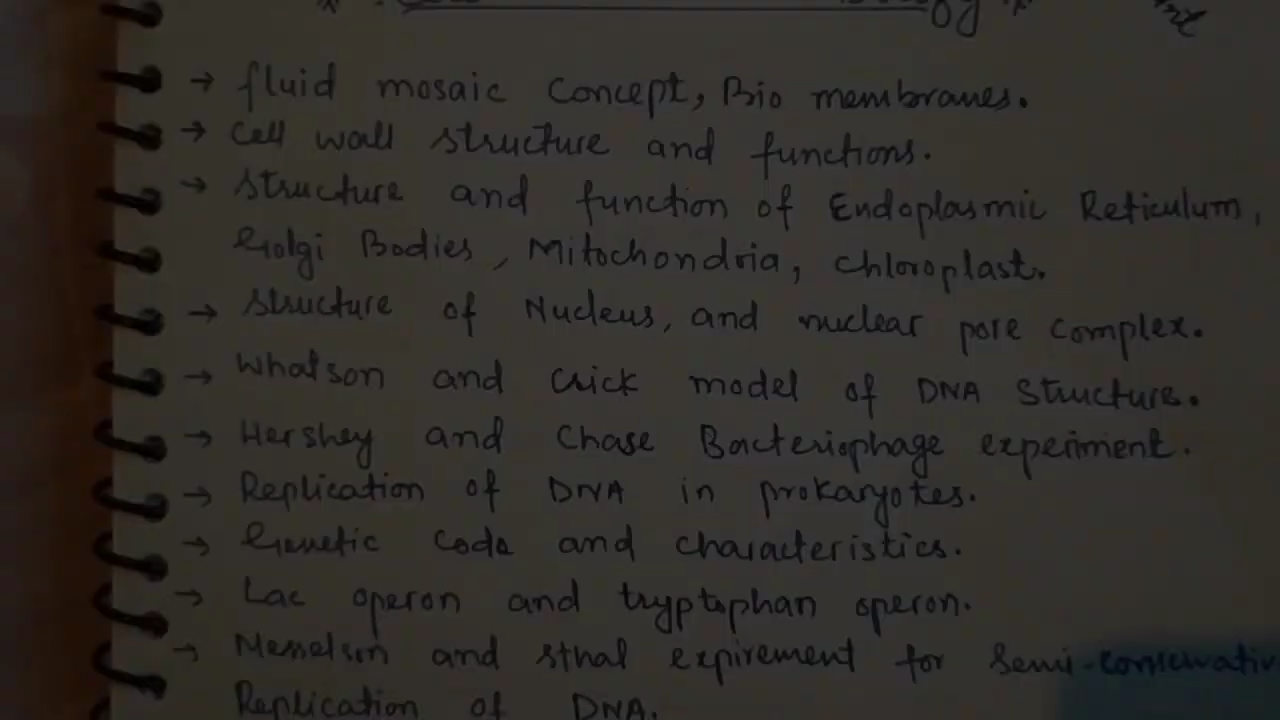 → fluid mosaic Concept, Bio membranes.
→ Cell wall structure and functions.
→ Structure and function of Endoplasmic Reticulum,
Golgi Bodies, Mitochondria, Chloroplast.
→ Structure of Nucleus, and nuclear pore complex.
→ Whatson and Crick model of DNA Structure.
→ Hershey and Chase Bacteriophage experiment.
→ Replication of DNA in prokaryotes.
→ Genetic Code and characteristics.
→ Lac operon and tryptophan operon.
→ Messelson and sthal expirement for Semi-conservativ
Replication of DNA.